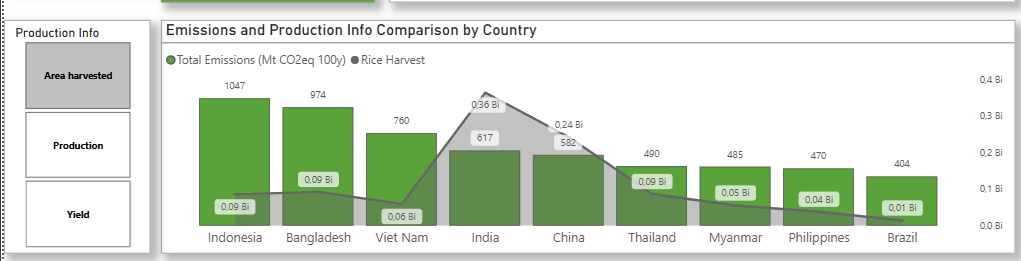 Production Info
Area harvested
Production
Yield
Emissions and Production Info Comparison by Country
Total Emissions (Mt CO2eq 100y) Rice Harvest
1047
974
760
617
582
490
485
470
404
0,09 Bi
0,09 Bi
0,06 Bi
0,36 Bi
0,24 Bi
0,09 Bi
0,05 Bi
0,04 Bi
0,01 Bi
0,4 Bi
0,3 Bi
0,2 Bi
0,1 Bi
0,0 Bi
Indonesia Bangladesh Viet Nam India China Thailand Myanmar Philippines Brazil